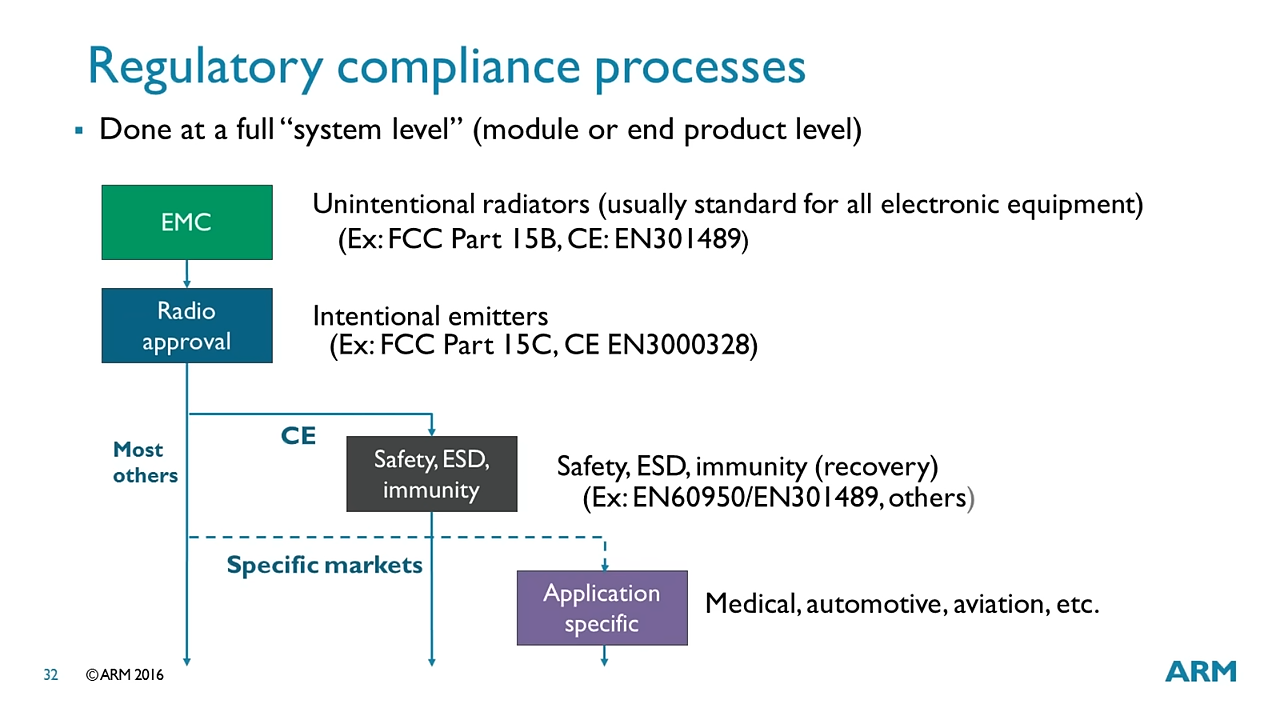 Regulatory compliance processes
▪ Done at a full “system level” (module or end product level)
EMC
Unintentional radiators (usually standard for all electronic equipment)
(Ex: FCC Part 15B, CE: EN301489)
Radio
approval
Intentional emitters
(Ex: FCC Part 15C, CE EN3000328)
Most
others
CE
Safety, ESD,
immunity
Safety, ESD, immunity (recovery)
(Ex: EN60950/EN301489, others)
Specific markets
Application
specific
Medical, automotive, aviation, etc.
32 © ARM 2016
ARM